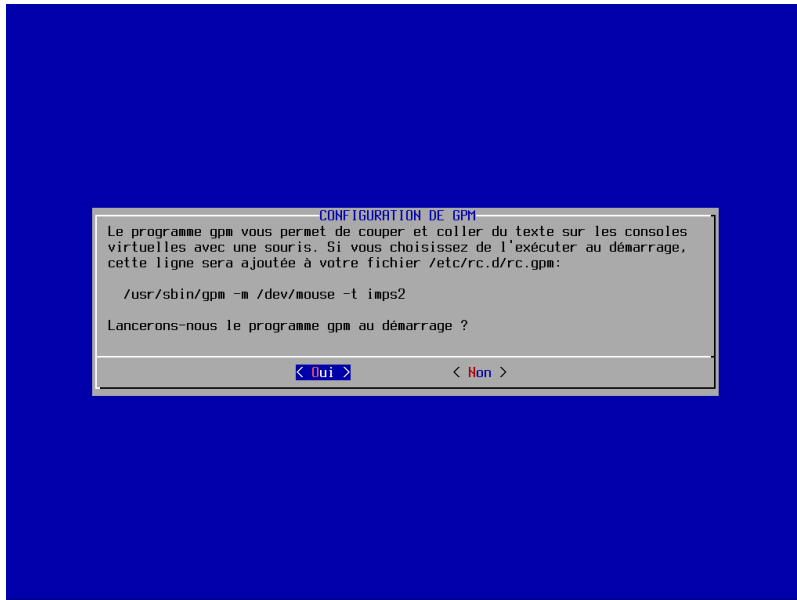 CONFIGURATION DE GPM
Le programme gpm vous permet de couper et coller du texte sur les consoles
virtuelles avec une souris. Si vous choisissez de l'exécuter au démarrage,
cette ligne sera ajoutée à votre fichier /etc/rc.d/rc.gpm:
/usr/sbin/gpm -m /dev/mouse -t imps2
Lancerons-nous le programme gpm au démarrage ?
< Oui > < Non >